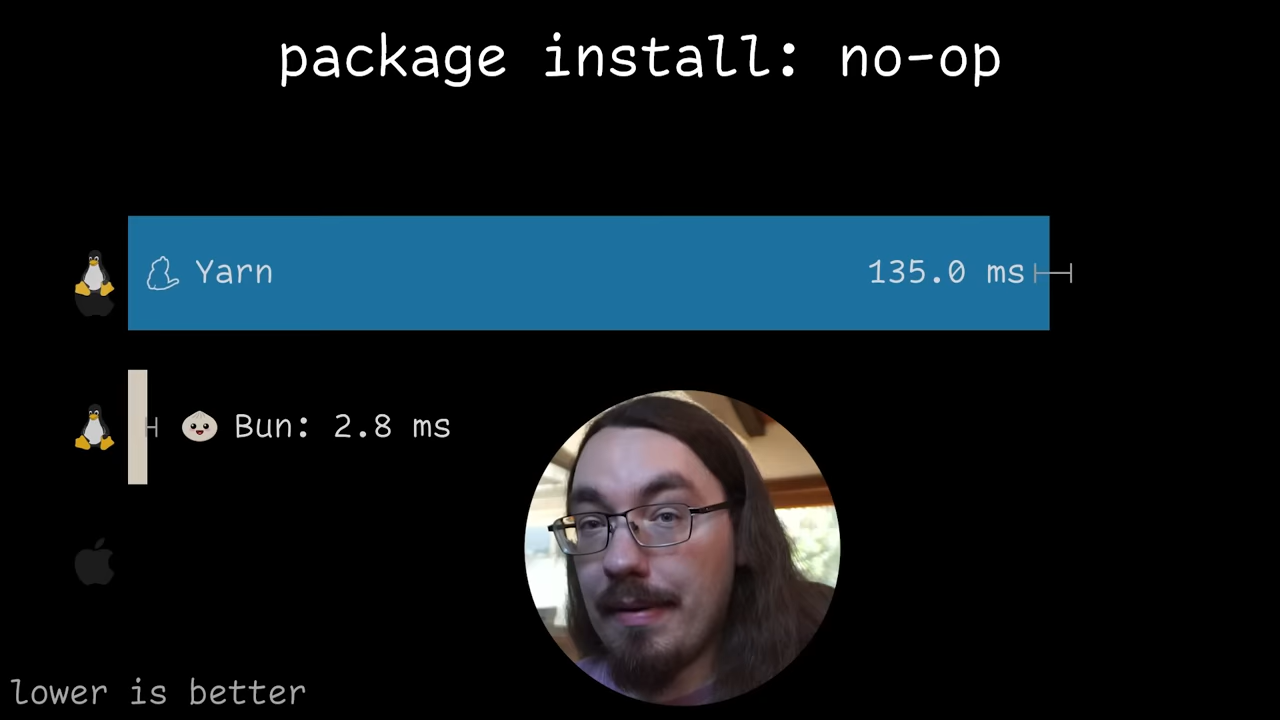 package install: no-op
Yarn 135.0 ms
Bun: 2.8 ms
lower is better